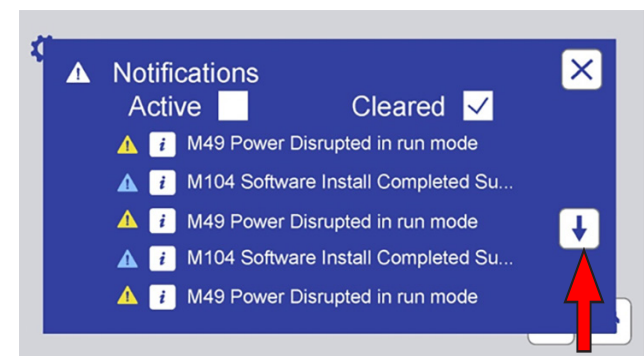 Notifications
Active Cleared
M49 Power Disrupted in run mode
M104 Software Install Completed Su...
M49 Power Disrupted in run mode
M104 Software Install Completed Su...
M49 Power Disrupted in run mode